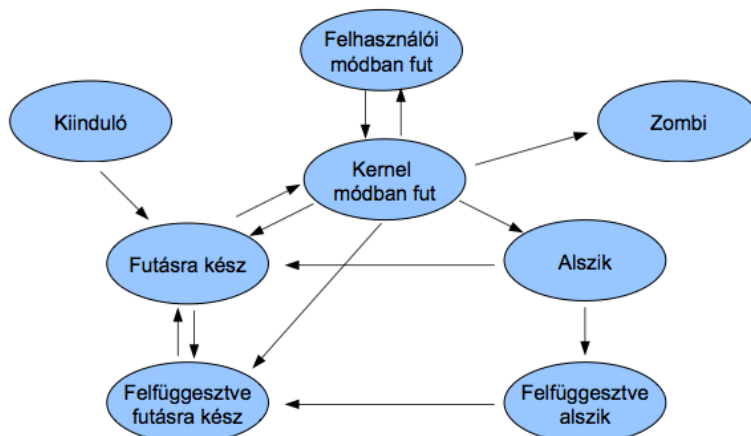 Felhasználói
módban fut
Kiinduló
Zombi
Kernel
módban fut
Futásra kész
Alszik
Felfüggesztve
futásra kész
Felfüggesztve
alszik